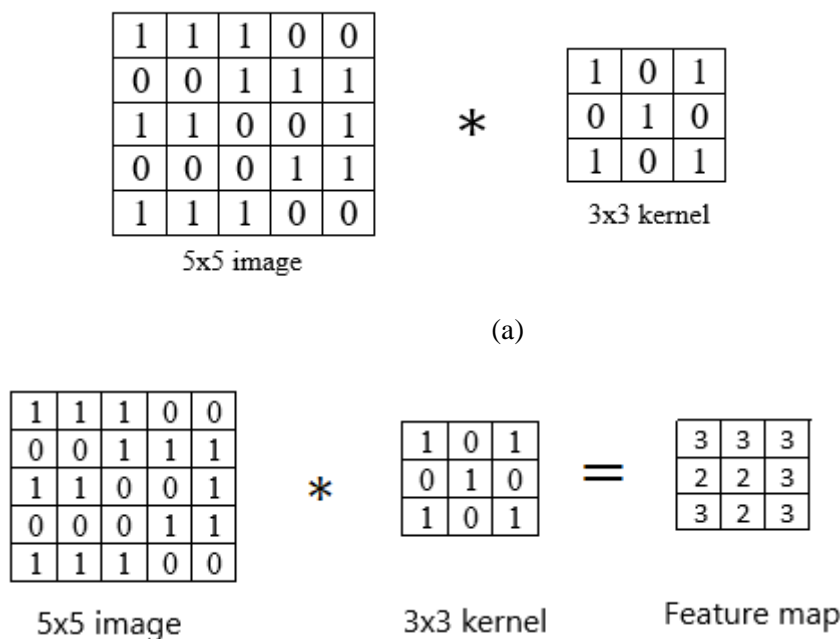 1 1 1 0 0
0 0 1 1 1
1 1 0 0 1
0 0 0 1 1
1 1 1 0 0
5x5 image
*
1 0 1
0 1 0
1 0 1
3x3 kernel
(a)
1 1 1 0 0
0 0 1 1 1
1 1 0 0 1
0 0 0 1 1
1 1 1 0 0
5x5 image
*
1 0 1
0 1 0
1 0 1
3x3 kernel
=
3 3 3
2 2 3
3 2 3
Feature map